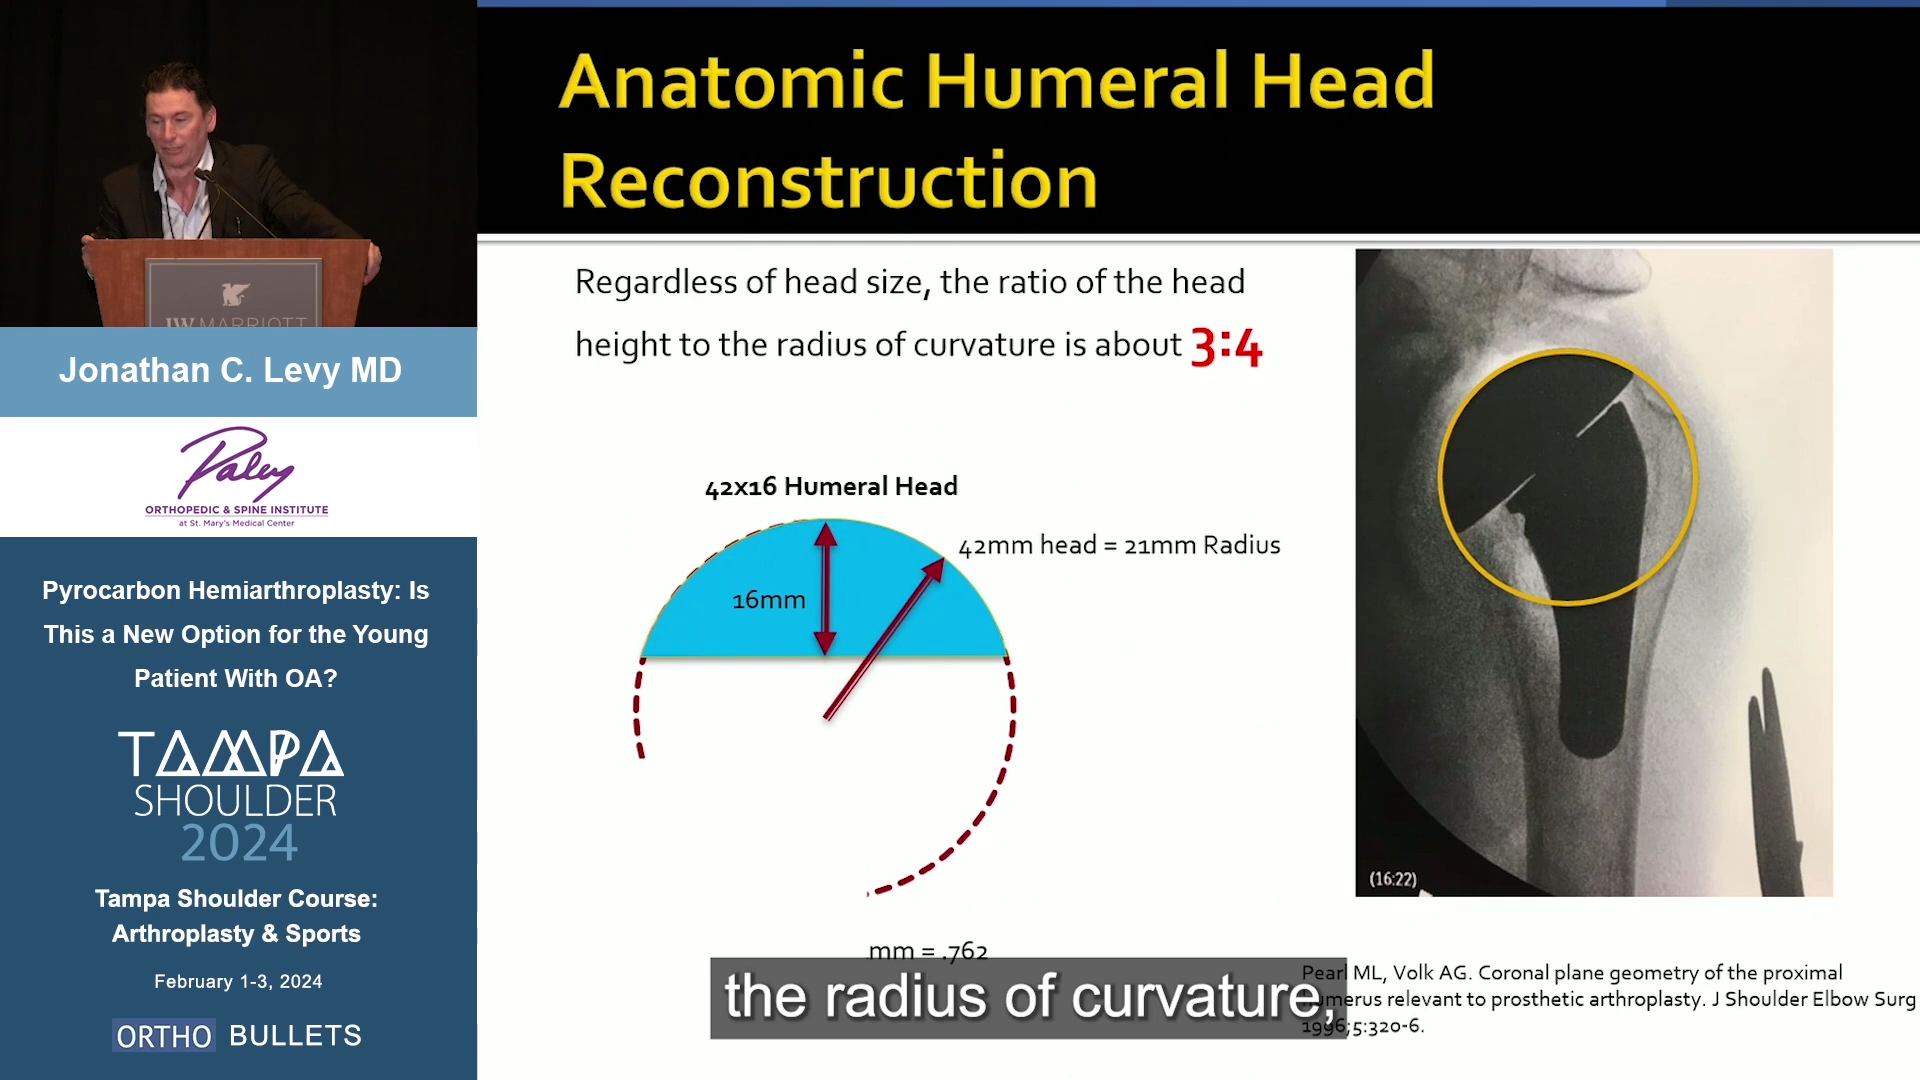 Anatomic Humeral Head
Reconstruction
JW MARRIOTT
Jonathan C. Levy MD
Paley
ORTHOPEDIC & SPINE INSTITUTE
at St. Mary's Medical Center
Pyrocarbon Hemiarthroplasty: Is
This a New Option for the Young
Patient With OA?
TAMPA
SHOULDER
2024
Tampa Shoulder Course:
Arthroplasty & Sports
February 1-3, 2024
ORTHO BULLETS
Regardless of head size, the ratio of the head
height to the radius of curvature is about 3:4
42x16 Humeral Head
42mm head = 21mm Radius
16mm
mm = .762
(16:22)
the radius of curvature,
Pearl ML, Volk AG. Coronal plane geometry of the proximal
humerus relevant to prosthetic arthroplasty. J Shoulder Elbow Surg
1996;5:320-6.